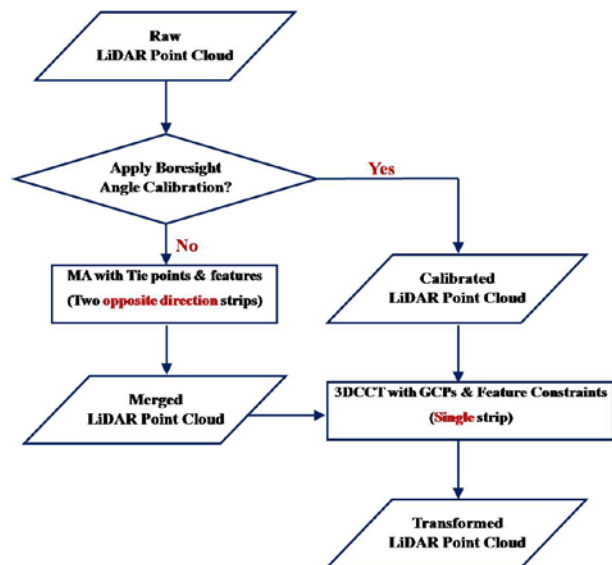 Raw
LiDAR Point Cloud
Apply Boresight
Angle Calibration?
Yes
No
MA with Tie points & features
(Two opposite direction strips)
Calibrated
LiDAR Point Cloud
Merged
LiDAR Point Cloud
3DCCT with GCPs & Feature Constraints
(Single strip)
Transformed
LiDAR Point Cloud